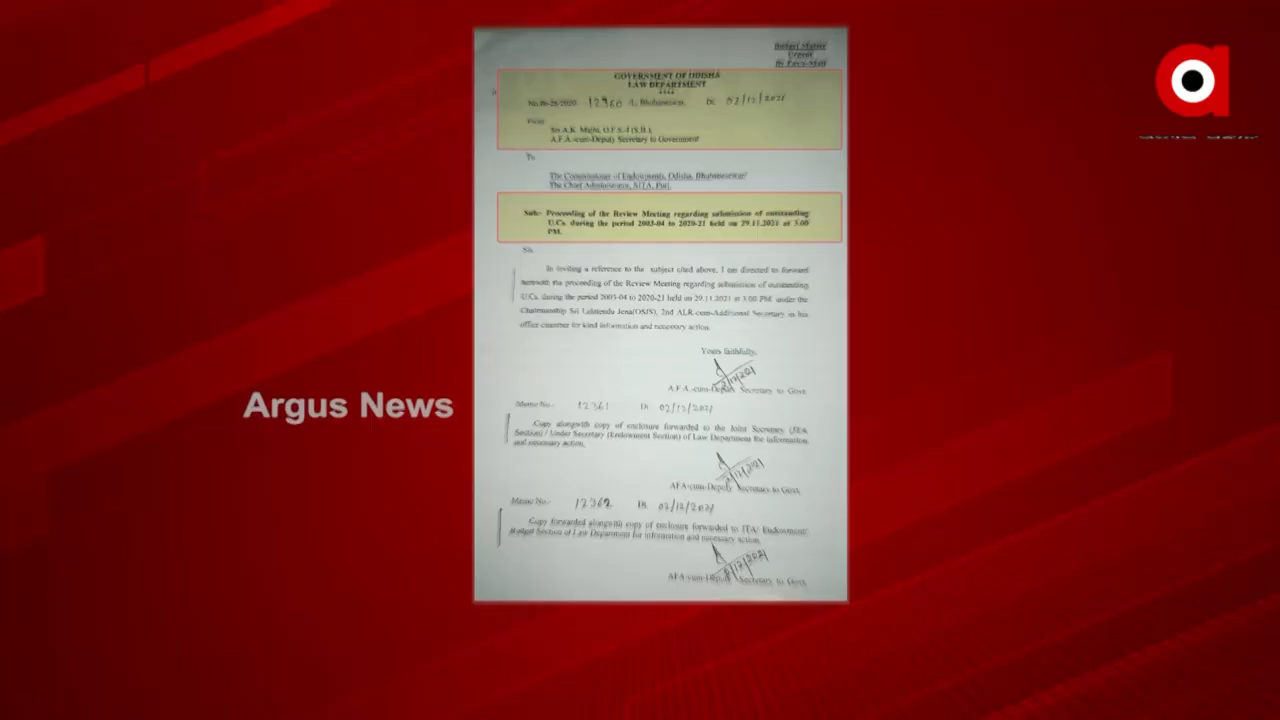 Budget Matter
Urgent
By Fax/e-Mail
GOVERNMENT OF ODISHA
LAW DEPARTMENT
****
12360 /L, Bhubaneswar, Dt. 02/12/2021
From
Sri A.K. Majhi, O.F.S.-I (S.B.),
A.F.A.-cum-Deputy Secretary to Government
To
The Commissioner of Endowments, Odisha, Bhubaneswar/
The Chief Administrator, SJTA, Puri.
Sub:- Proceeding of the Review Meeting regarding submission of outstanding
U.Cs. during the period 2003-04 to 2020-21 held on 29.11.2021 at 3.00
PM.
Sir,
In inviting a reference to the subject cited above, I am directed to forward
herewith the proceeding of the Review Meeting regarding submission of outstanding
U.Cs. during the period 2003-04 to 2020-21 held on 29.11.2021 at 3.00 PM under the
Chairmanship Sri Lalatendu Jena(OSJS), 2nd ALR-cum-Additional Secretary in his
office chamber for kind information and necessary action.
Yours faithfully,
2/12/2021
A.F.A.-cum-Deputy Secretary to Govt.
Memo No.- 12361 Dt. 02/12/2021
Argus News
Copy alongwith copy of enclosure forwarded to the Joint Secretary (JTA
Section) / Under Secretary (Endowment Section) of Law Department for information
and necessary action.
2/12/2021
AFA-cum-Deputy Secretary to Govt.
Memo No.- 12362 Dt. 02/12/2021
Copy forwarded alongwith copy of enclosure forwarded to JTA/ Endowment/
Budget Section of Law Department for information and necessary action.
2/12/2021
AFA-cum-Deputy Secretary to Govt.